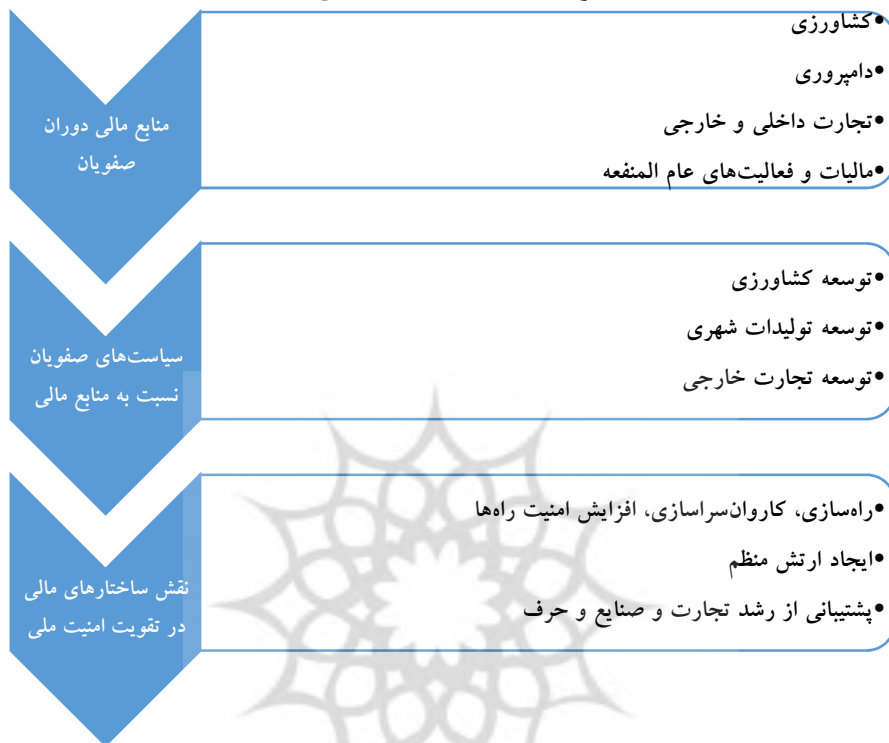 منابع مالی دوران
صفویان
•کشاورزی
•دامپروری
•تجارت داخلی و خارجی
•مالیات و فعالیت‌های عام المنفعه
سیاست‌های صفویان
نسبت به منابع مالی
•توسعه کشاورزی
•توسعه تولیدات شهری
•توسعه تجارت خارجی
نقش ساختارهای مالی
در تقویت امنیت ملی
•راه‌سازی، کاروان‌سراسازی، افزایش امنیت راه‌ها
•ایجاد ارتش منظم
•پشتیبانی از رشد تجارت و صنایع و حرف